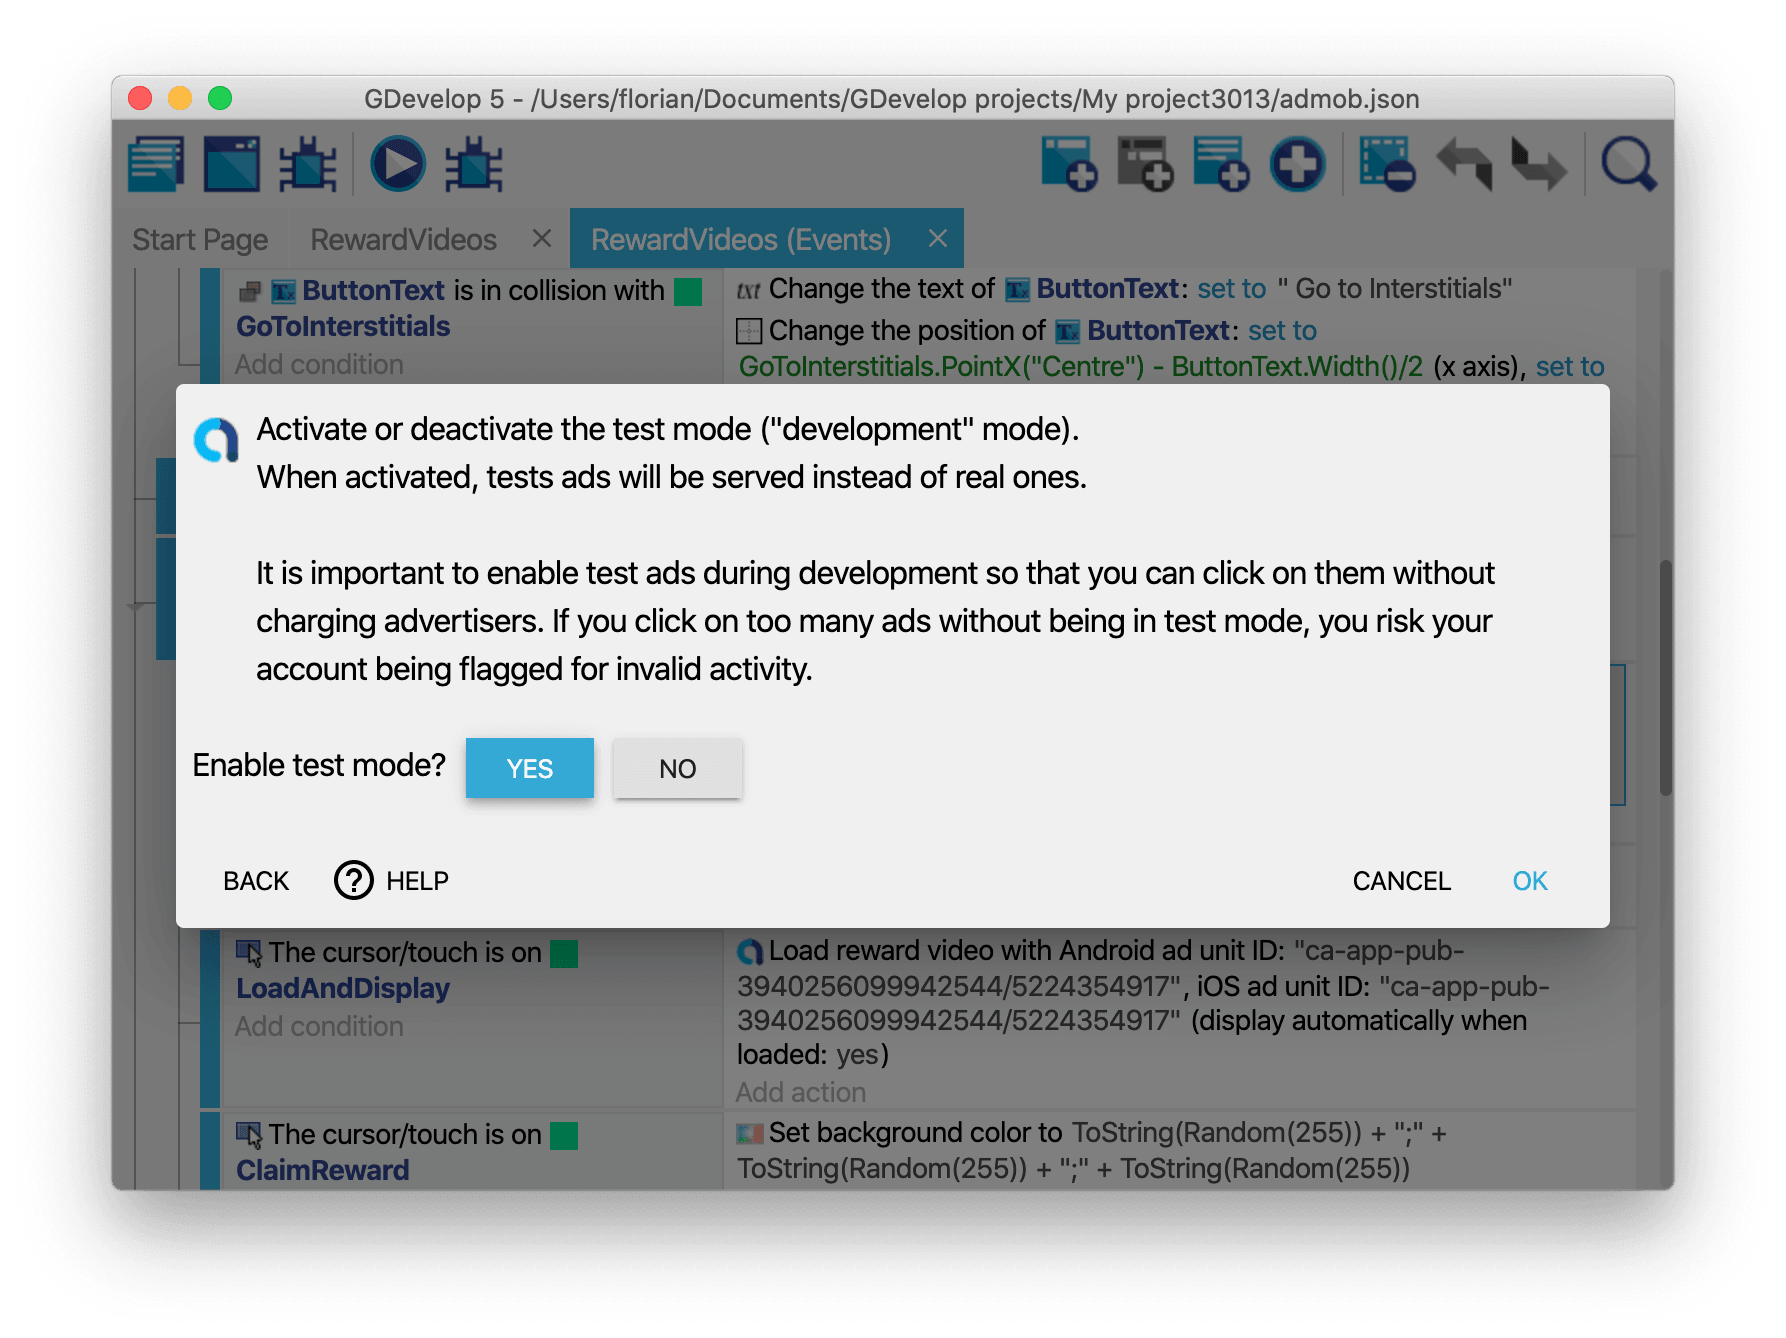 GDevelop 5 - /Users/florian/Documents/GDevelop projects/My project3013/admob.json
Start Page
RewardVideos
RewardVideos (Events)
ButtonText is in collision with
GoToInterstitials
Add condition
txt Change the text of ButtonText: set to " Go to Interstitials"
Change the position of ButtonText: set to
GoToInterstitials.PointX("Centre") - ButtonText.Width()/2 (x axis), set to
Activate or deactivate the test mode ("development" mode).
When activated, tests ads will be served instead of real ones.
It is important to enable test ads during development so that you can click on them without
charging advertisers. If you click on too many ads without being in test mode, you risk your
account being flagged for invalid activity.
Enable test mode?
YES
NO
BACK
HELP
CANCEL
OK
The cursor/touch is on
LoadAndDisplay
Add condition
Load reward video with Android ad unit ID: "ca-app-pub-
3940256099942544/5224354917", iOS ad unit ID: "ca-app-pub-
3940256099942544/5224354917" (display automatically when
loaded: yes)
Add action
The cursor/touch is on
ClaimReward
Set background color to ToString(Random(255)) + ";" +
ToString(Random(255)) + ";" + ToString(Random(255))